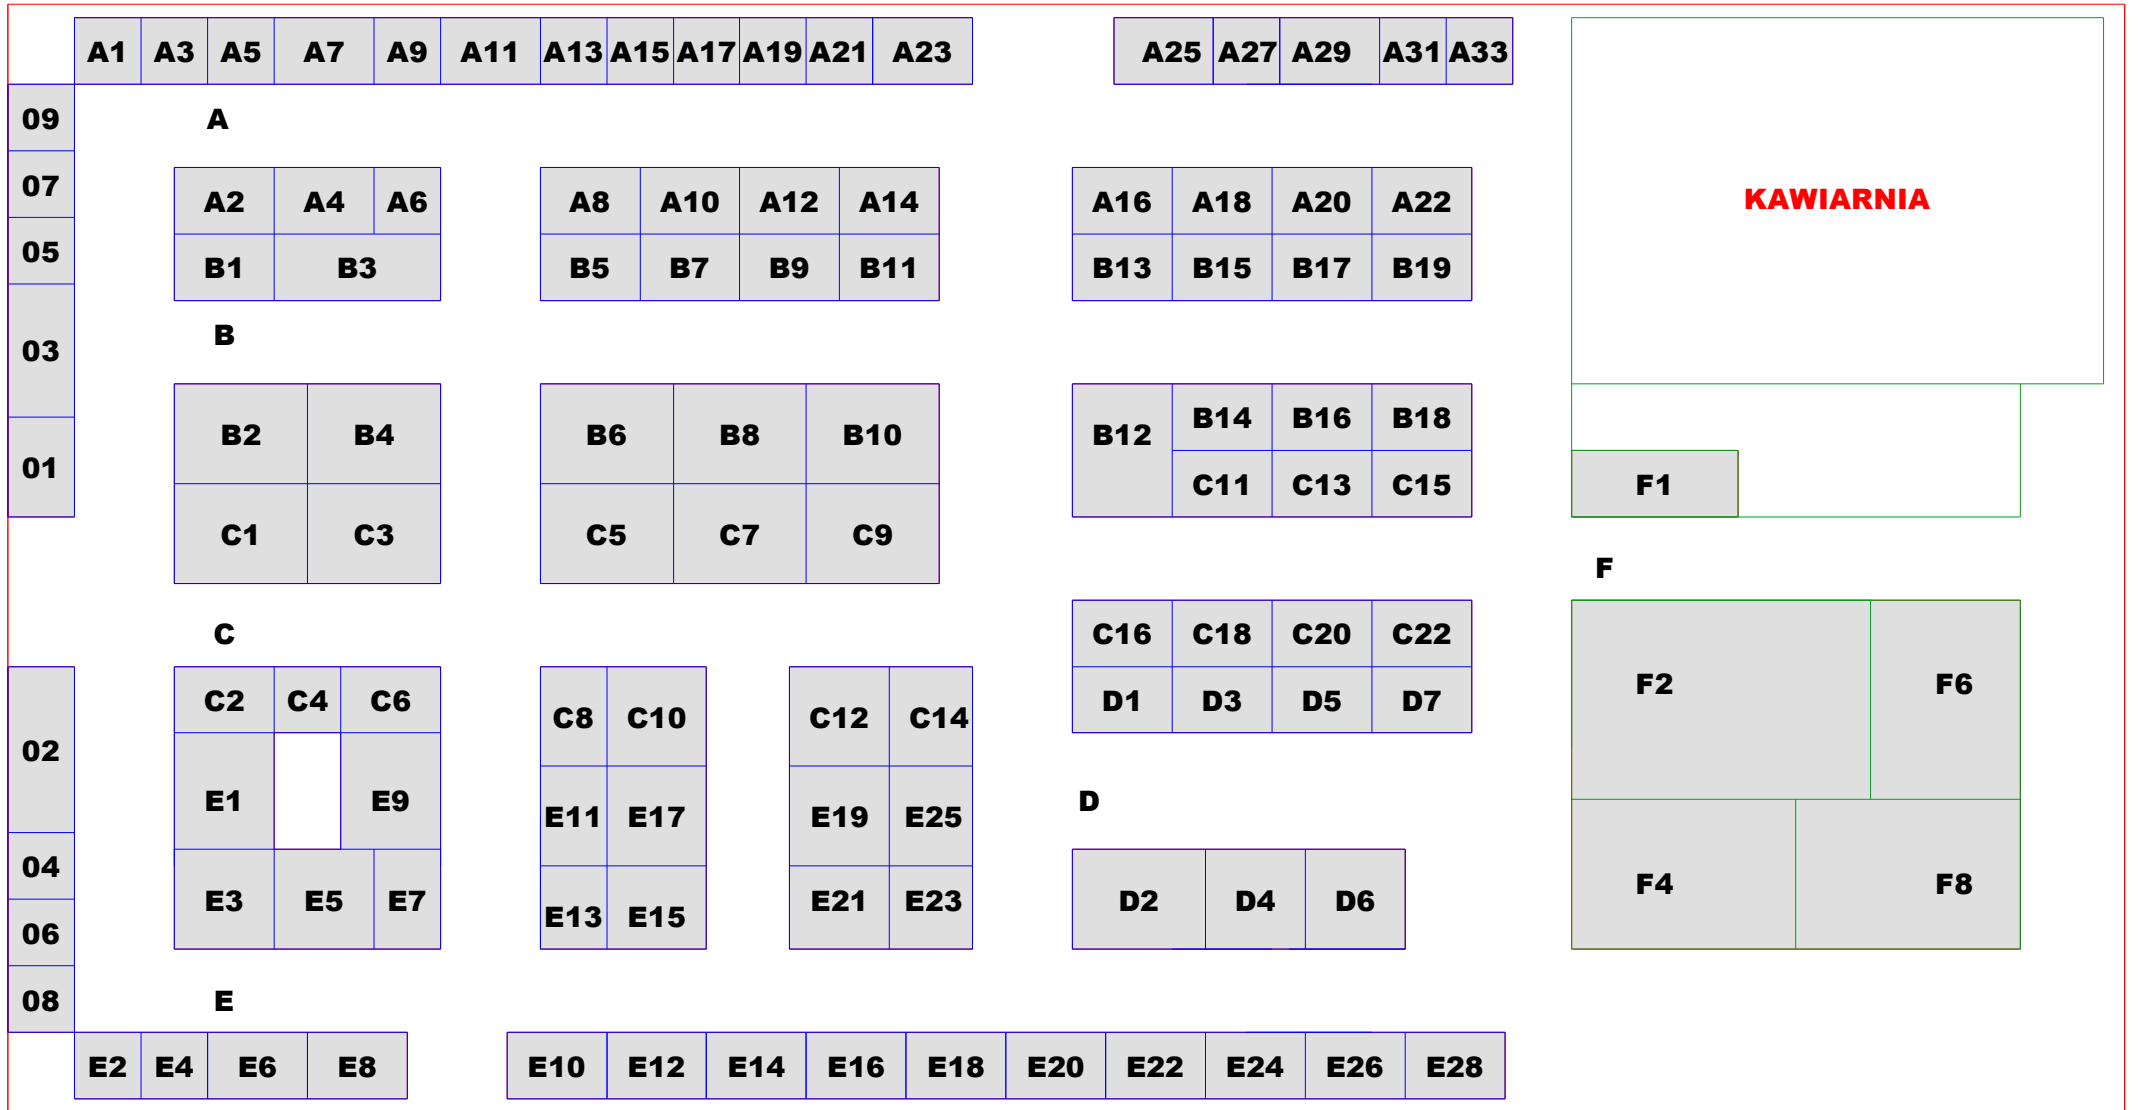 A1 A3 A5 A7 A9 A11 A13 A15 A17 A19 A21 A23 A25 A27 A29 A31 A33
09 A
07 A2 A4 A6 A8 A10 A12 A14 A16 A18 A20 A22 KAWIARNIA
05 B1 B3 B5 B7 B9 B11 B13 B15 B17 B19
03 B
B14 B16 B18
B2 B4 B6 B8 B10 B12
01 C11 C13 C15 F1
C1 C3 C5 C7 C9
F
C C16 C18 C20 C22
F2 F6
C2 C4 C6 C8 C10 C12 C14 D1 D3 D5 D7
02
E1 E9 E11 E17 E19 E25 D
04 F4 F8
E3 E5 E7 E13 E15 E21 E23 D2 D4 D6
06
08 E
E2 E4 E6 E8 E10 E12 E14 E16 E18 E20 E22 E24 E26 E28